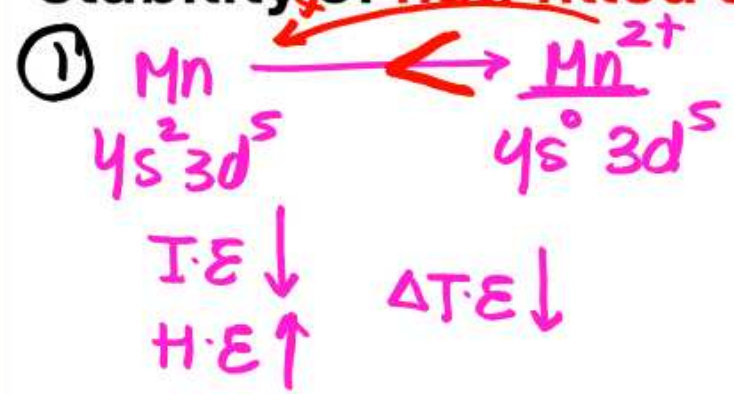 ① Mn → Mn²⁺
4s²3d⁵ 4s⁰ 3d⁵
I.E ↓
ΔT.E ↓
H.E ↑